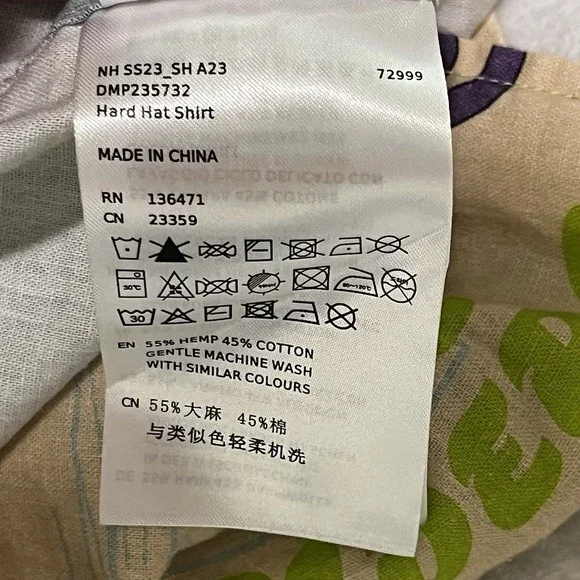 NH SS23_SH A23 72999
DMP235732
Hard Hat Shirt
MADE IN CHINA
RN 136471
CN 23359
30°C
30
EN 55% HEMP 45% COTTON
GENTLE MACHINE WASH
WITH SIMILAR COLOURS
CN 55%大麻 45%棉
与类似色轻柔机洗